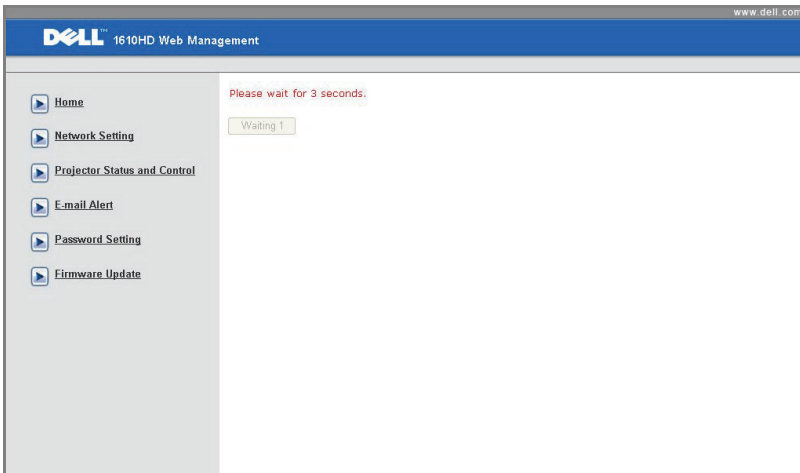 www.dell.com
DELL™ 1610HD Web Management
Home
Network Setting
Projector Status and Control
E-mail Alert
Password Setting
Firmware Update
Please wait for 3 seconds.
Waiting 1